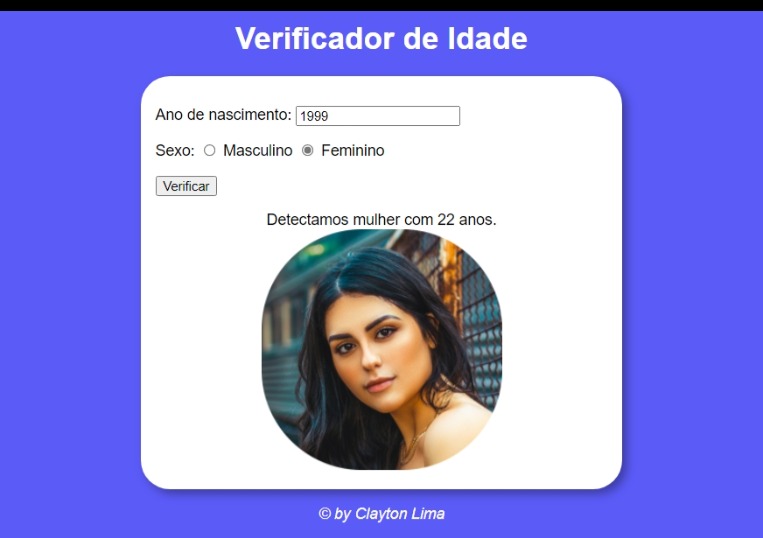 Verificador de Idade
Ano de nascimento: 1999
Sexo: Masculino Feminino
Verificar
Detectamos mulher com 22 anos.
© by Clayton Lima